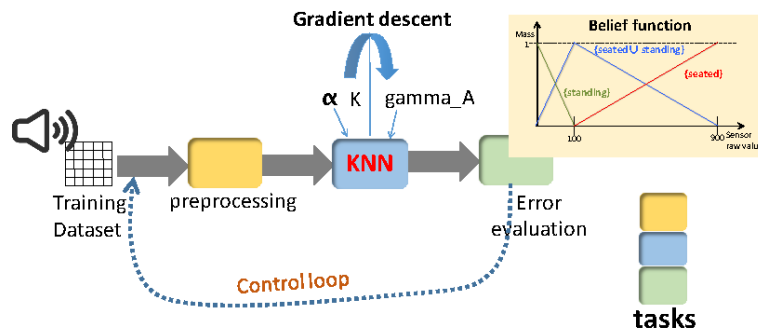 Gradient descent
α K gamma_A
Belief function
Mass
1
{seated∪ standing}
{seated}
{standing}
100
900
Sensor
raw value
KNN
Training
Dataset
preprocessing
Error
evaluation
Control loop
tasks